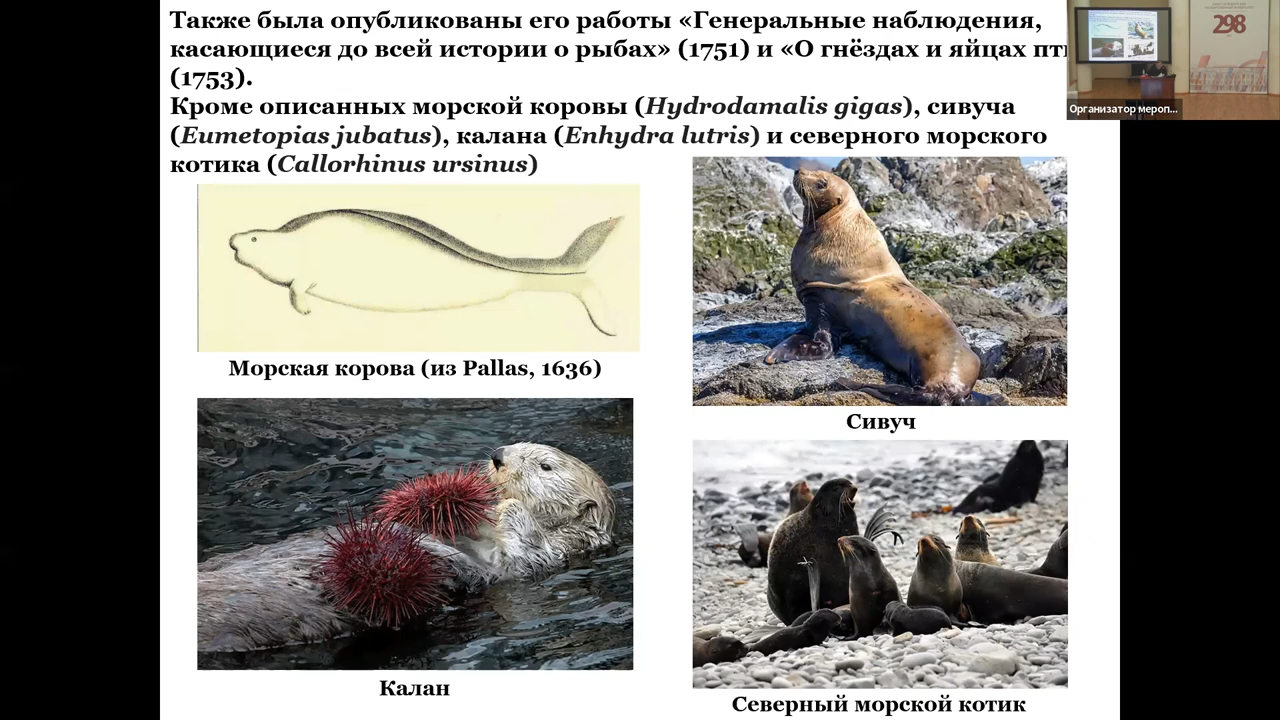 Также была опубликованы его работы «Генеральные наблюдения,
касающиеся до всей истории о рыбах» (1751) и «О гнёздах и яйцах
(1753).
Кроме описанных морской коровы (Hydrodamalis gigas), сивуча
(Eumetopias jubatus), калана (Enhydra lutris) и северного морского
котика (Callorhinus ursinus)
298
Организатор мероп...
Морская корова (из Pallas, 1636)
Сивуч
Калан
Северный морской котик